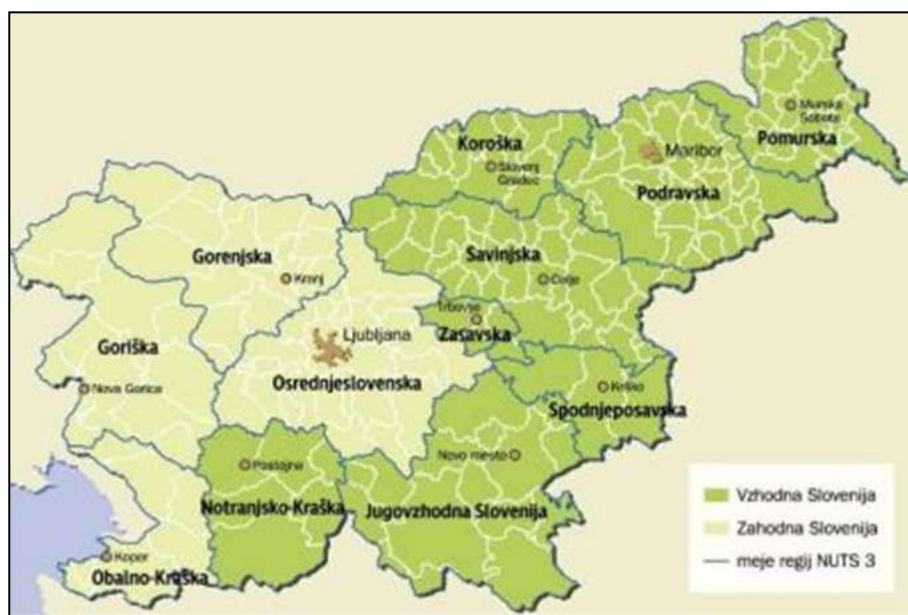 Murska
Sobota
Pomurska
Koroška
Slovenj
Gradec
Maribor
Podravska
Gorenjska
Kranj
Savinjska
Celje
Trbovlje
Zasavska
Ljubljana
Osrednjeslovenska
Goriška
Nova Gorica
Krško
Spodnjeposavska
Postojna
Notranjsko-Kraška
Novo mesto
Jugovzhodna Slovenija
Koper
Obalno-Kraška
Vzhodna Slovenija
Zahodna Slovenija
meje regij NUTS 3